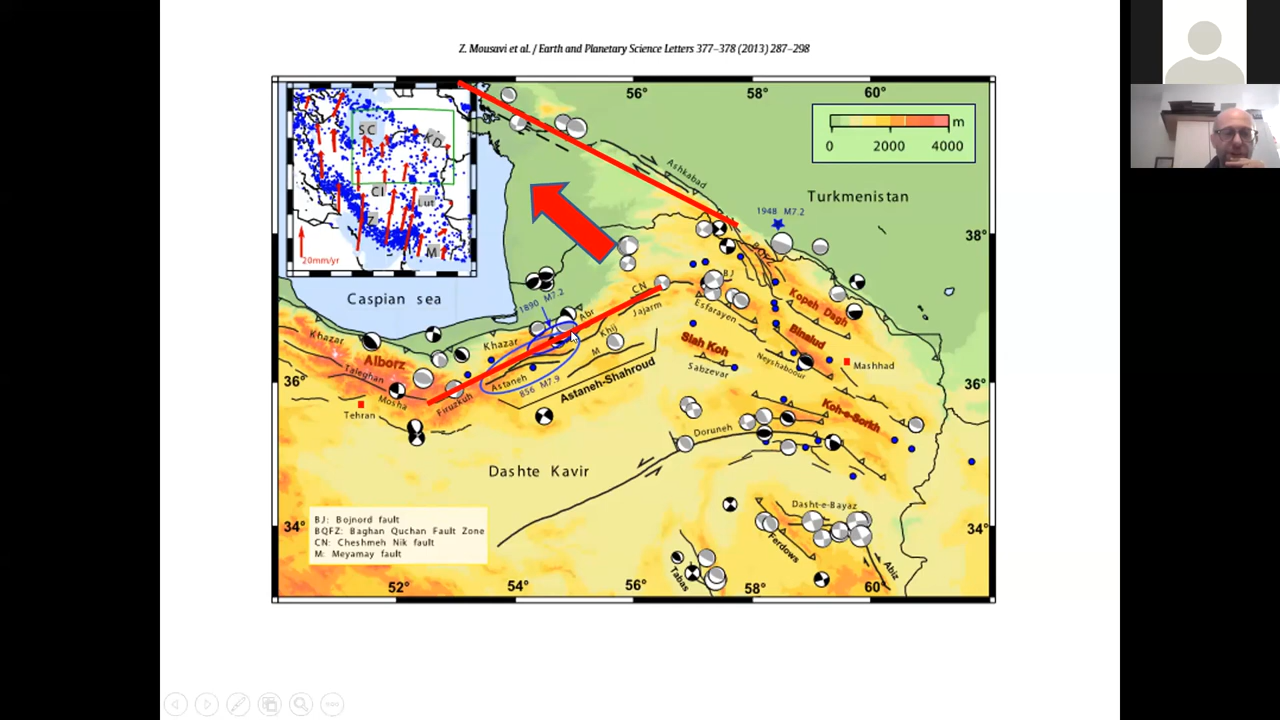 Z. Mousavi et al. / Earth and Planetary Science Letters 377–378 (2013) 287–298
56° 58° 60°
m
0 2000 4000
SC
KD
CI
Lut
Z
M
20mm/yr
Ashkabad
Turkmenistan
1948 M7.2
38°
38°
Caspian sea
BJ
CN
1890 M7.2
Abr
Jajarm
Esfarayen
Kopeh Dagh
Khazar
Khazar
Khij
M
Binalud
Alborz
Siah Koh
Neyshaboour
Mashhad
36°
Taleghan
Astaneh
856 M7.9
Astaneh-Shahroud
Sabzevar
36°
Mosha
Firuzkuh
Tehran
Koh-e-Sorkh
Doruneh
Dashte Kavir
Dasht-e-Bayaz
34°
34°
BJ: Bojnord fault
BQFZ: Baghan Quchan Fault Zone
CN: Cheshmeh Nik fault
M: Meyamay fault
Ferdows
Tabas
Abiz
52° 54° 56° 58° 60°